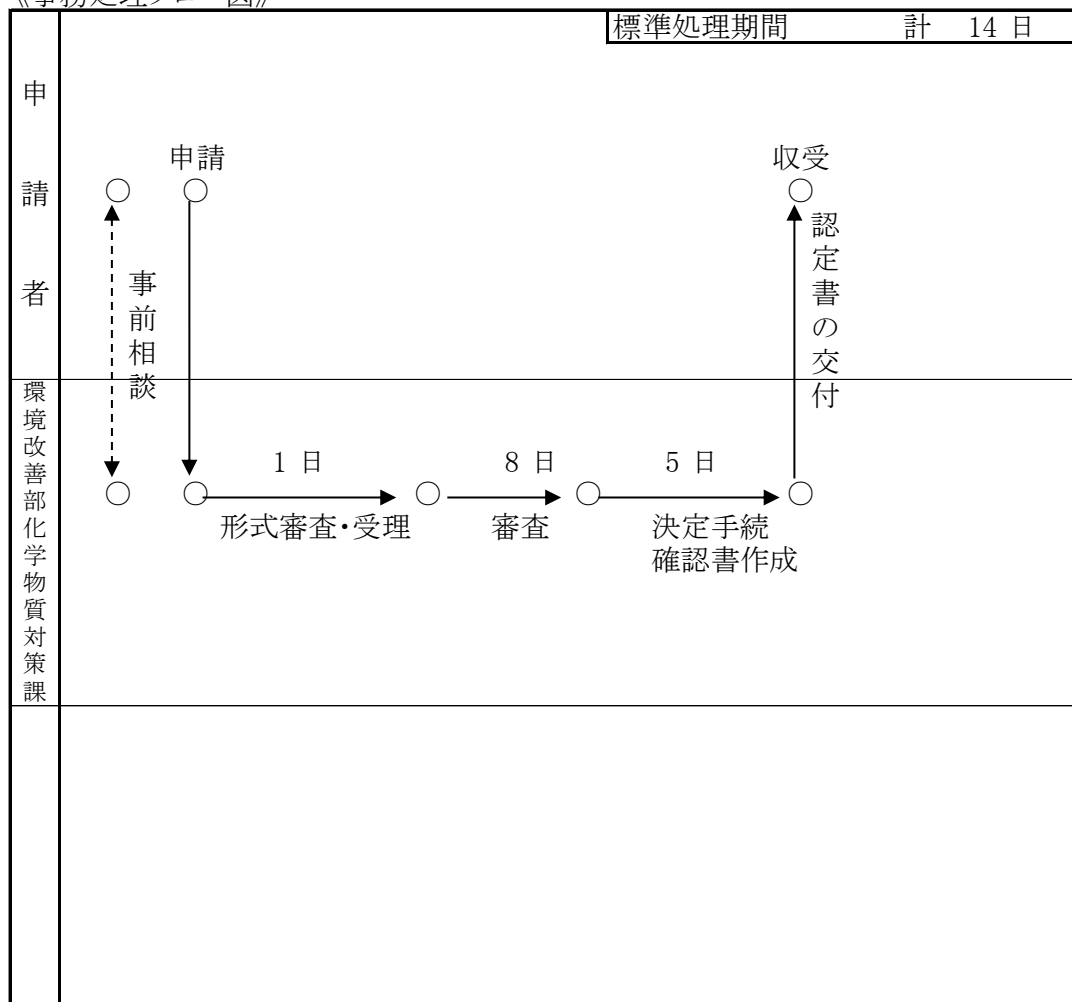 標準処理期間 計 14 日
申請者
申請
収受
事前相談
認定書の交付
環境改善部化学物質対策課
1 日
8 日
5 日
形式審査・受理
審査
決定手続
確認書作成